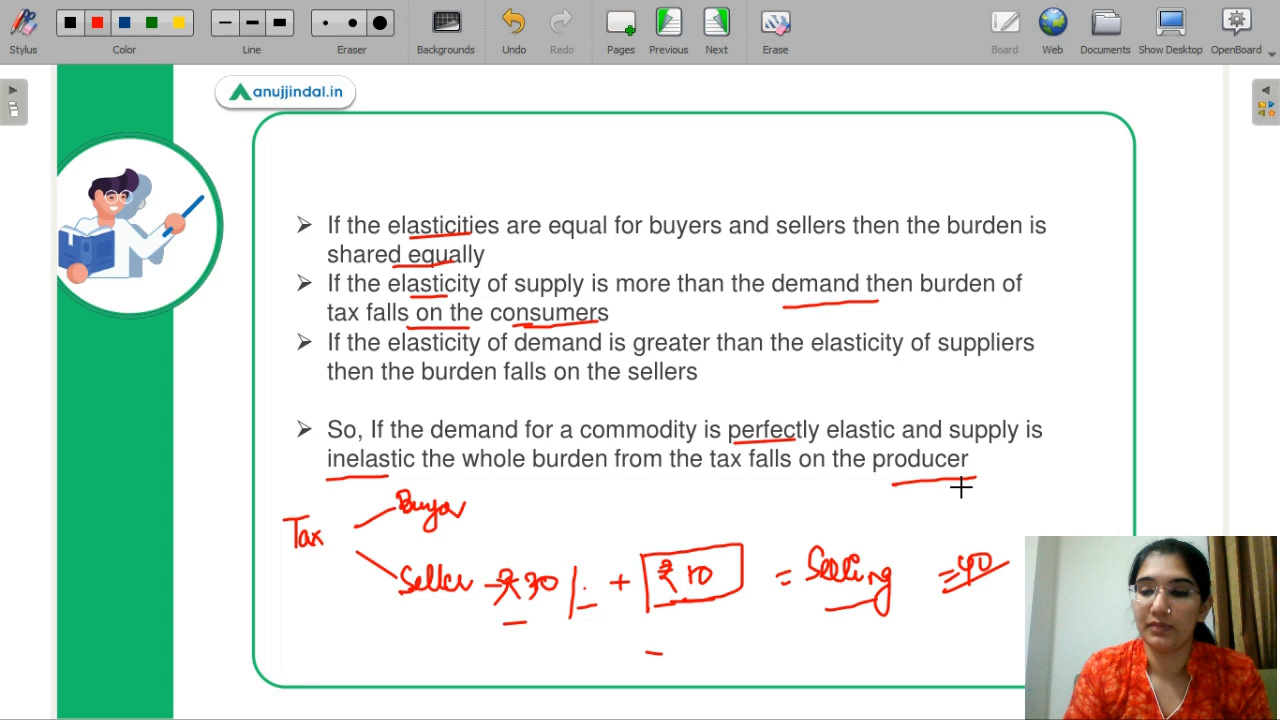 Stylus
Color
Line
Eraser
Backgrounds
Undo
Redo
Pages
Previous
Next
Erase
Board
Web
Documents
Show Desktop
OpenBoard
anujjindal.in
➢ If the elasticities are equal for buyers and sellers then the burden is
shared equally
➢ If the elasticity of supply is more than the demand then burden of
tax falls on the consumers
➢ If the elasticity of demand is greater than the elasticity of suppliers
then the burden falls on the sellers
➢ So, If the demand for a commodity is perfectly elastic and supply is
inelastic the whole burden from the tax falls on the producer
Tax
Buyer
Seller → ₹30/- + ₹10 = Selling = 40